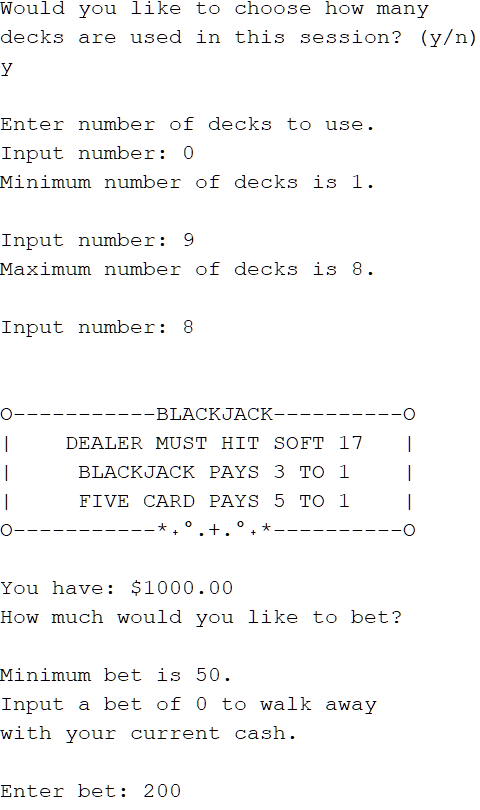 Would you like to choose how many
decks are used in this session? (y/n)
y
Enter number of decks to use.
Input number: 0
Minimum number of decks is 1.
Input number: 9
Maximum number of decks is 8.
Input number: 8
O-----------BLACKJACK----------O
|    DEALER MUST HIT SOFT 17   |
|     BLACKJACK PAYS 3 TO 1    |
|     FIVE CARD PAYS 5 TO 1    |
O-----------*˖°.+.°˖*----------O
You have: $1000.00
How much would you like to bet?
Minimum bet is 50.
Input a bet of 0 to walk away
with your current cash.
Enter bet: 200